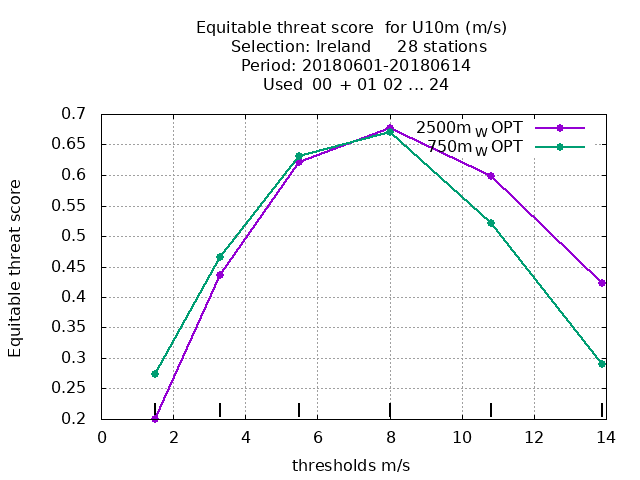 Equitable threat score for U10m (m/s)
Selection: Ireland 28 stations
Period: 20180601-20180614
Used 00 + 01 02 ... 24
Equitable threat score
0.7
0.65
0.6
0.55
0.5
0.45
0.4
0.35
0.3
0.25
0.2
2500m W OPT
750m W OPT
0 2 4 6 8 10 12 14
thresholds m/s